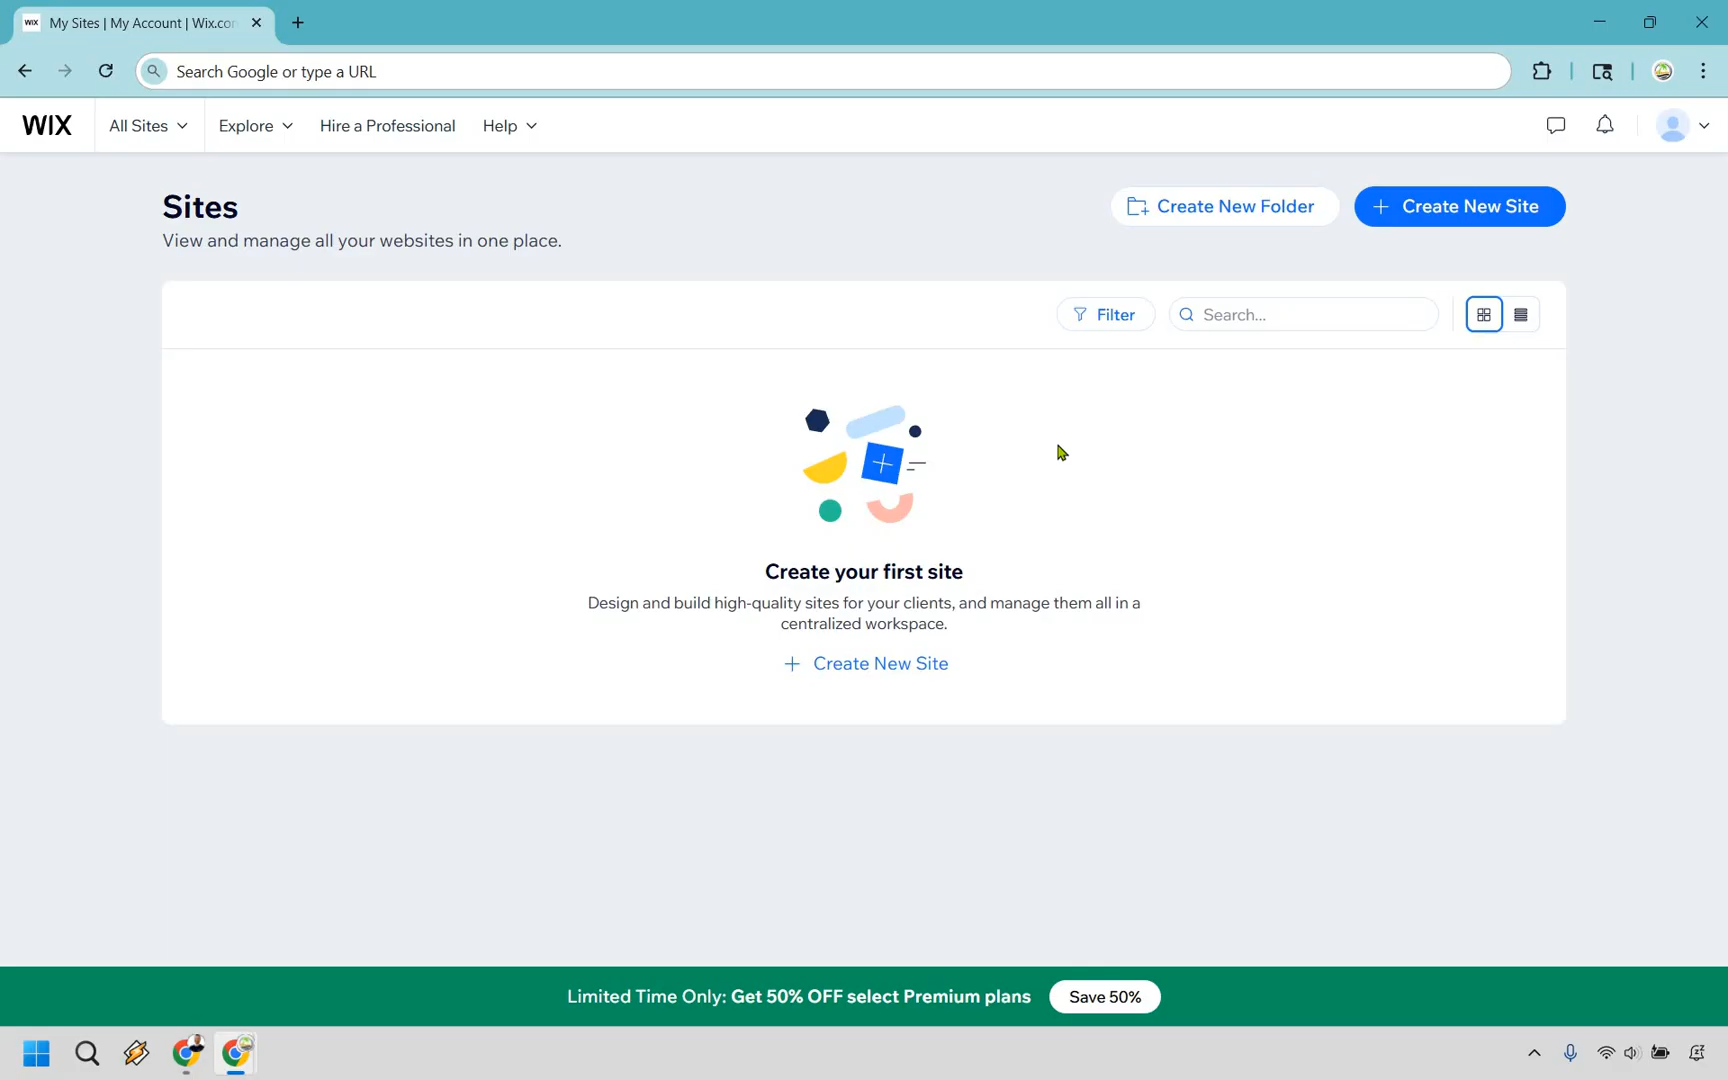 WIX My Sites | My Account | Wix.co
Search Google or type a URL
WIX All Sites Explore Hire a Professional Help
Sites
View and manage all your websites in one place.
Create New Folder
+ Create New Site
Filter
Search...
Create your first site
Design and build high-quality sites for your clients, and manage them all in a
centralized workspace.
+ Create New Site
Limited Time Only: Get 50% OFF select Premium plans
Save 50%